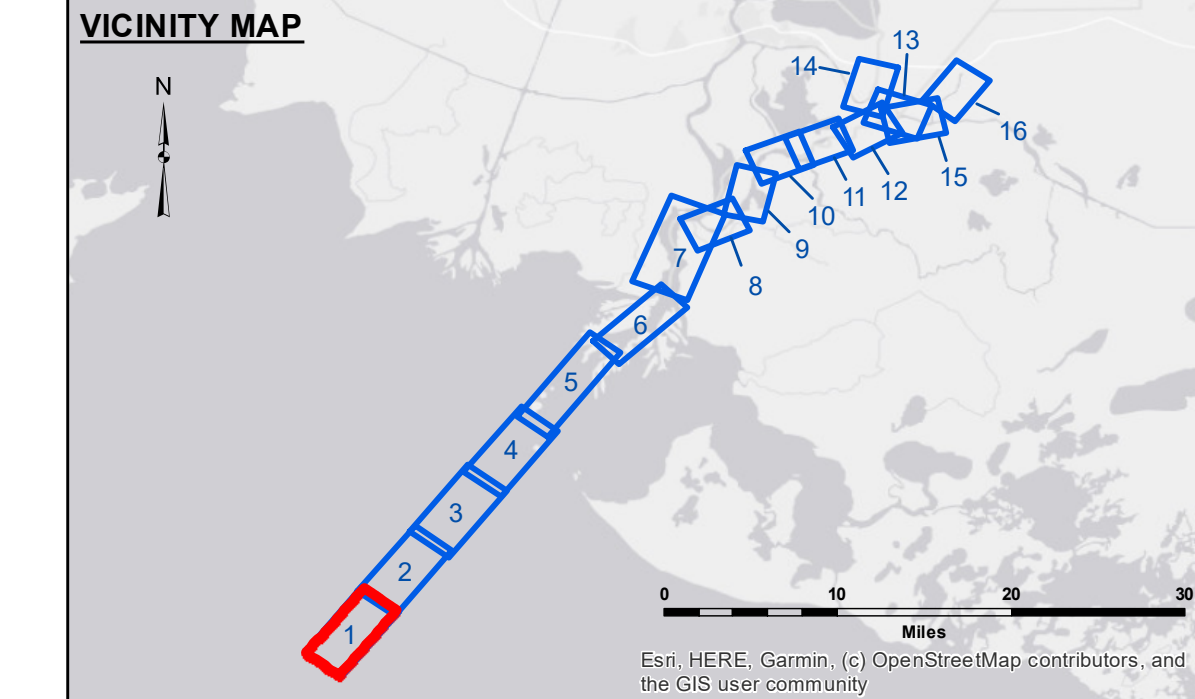 VICINITY MAP
N
13
14
16
15
12
11
10
9
8
7
6
5
4
3
2
1
0 10 20 30
Miles
Esri, HERE, Garmin, (c) OpenStreetMap contributors, and
the GIS user community